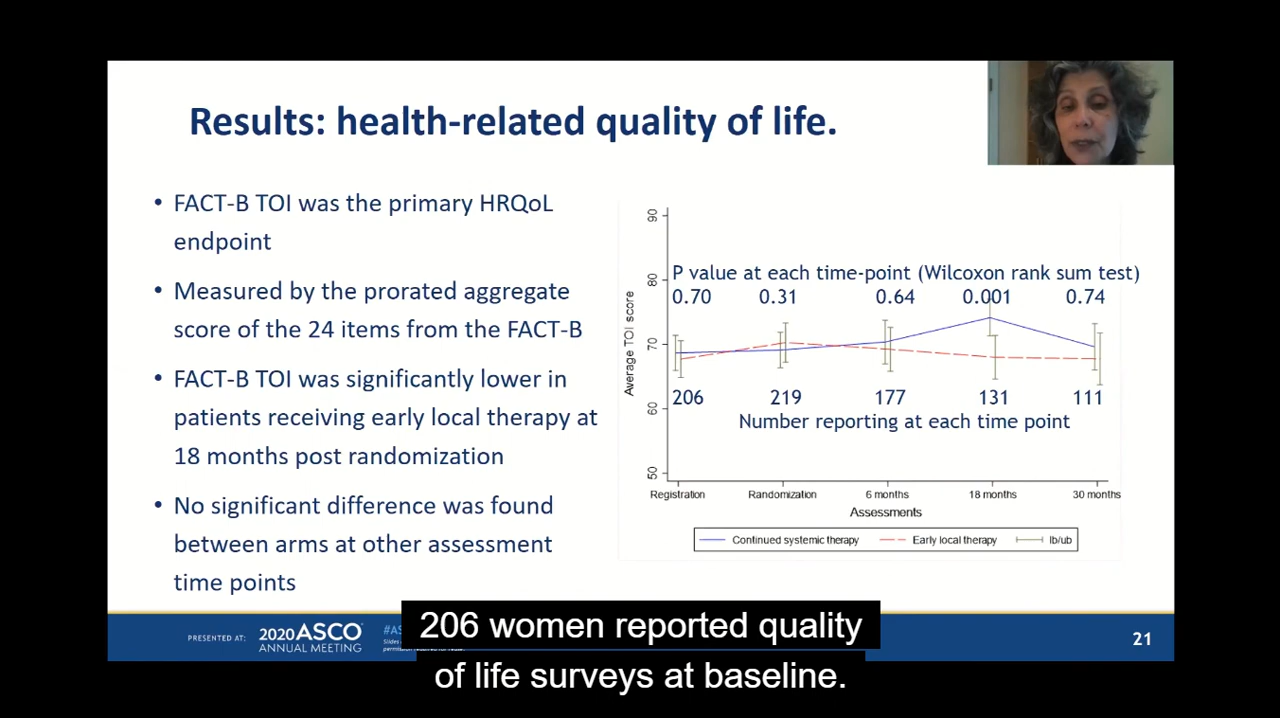 Results: health-related quality of life.
• FACT-B TOI was the primary HRQoL
endpoint
• Measured by the prorated aggregate
score of the 24 items from the FACT-B
• FACT-B TOI was significantly lower in
patients receiving early local therapy at
18 months post randomization
• No significant difference was found
between arms at other assessment
time points
P value at each time-point (Wilcoxon rank sum test)
0.70 0.31 0.64 0.001 0.74
90
80
70
60
50
Average TOI score
206 219 177 131 111
Number reporting at each time point
Registration Randomization 6 months 18 months 30 months
Assessments
Continued systemic therapy Early local therapy lb/ub
PRESENTED AT: 2020 ASCO
ANNUAL MEETING
#AS
21
206 women reported quality
of life surveys at baseline.